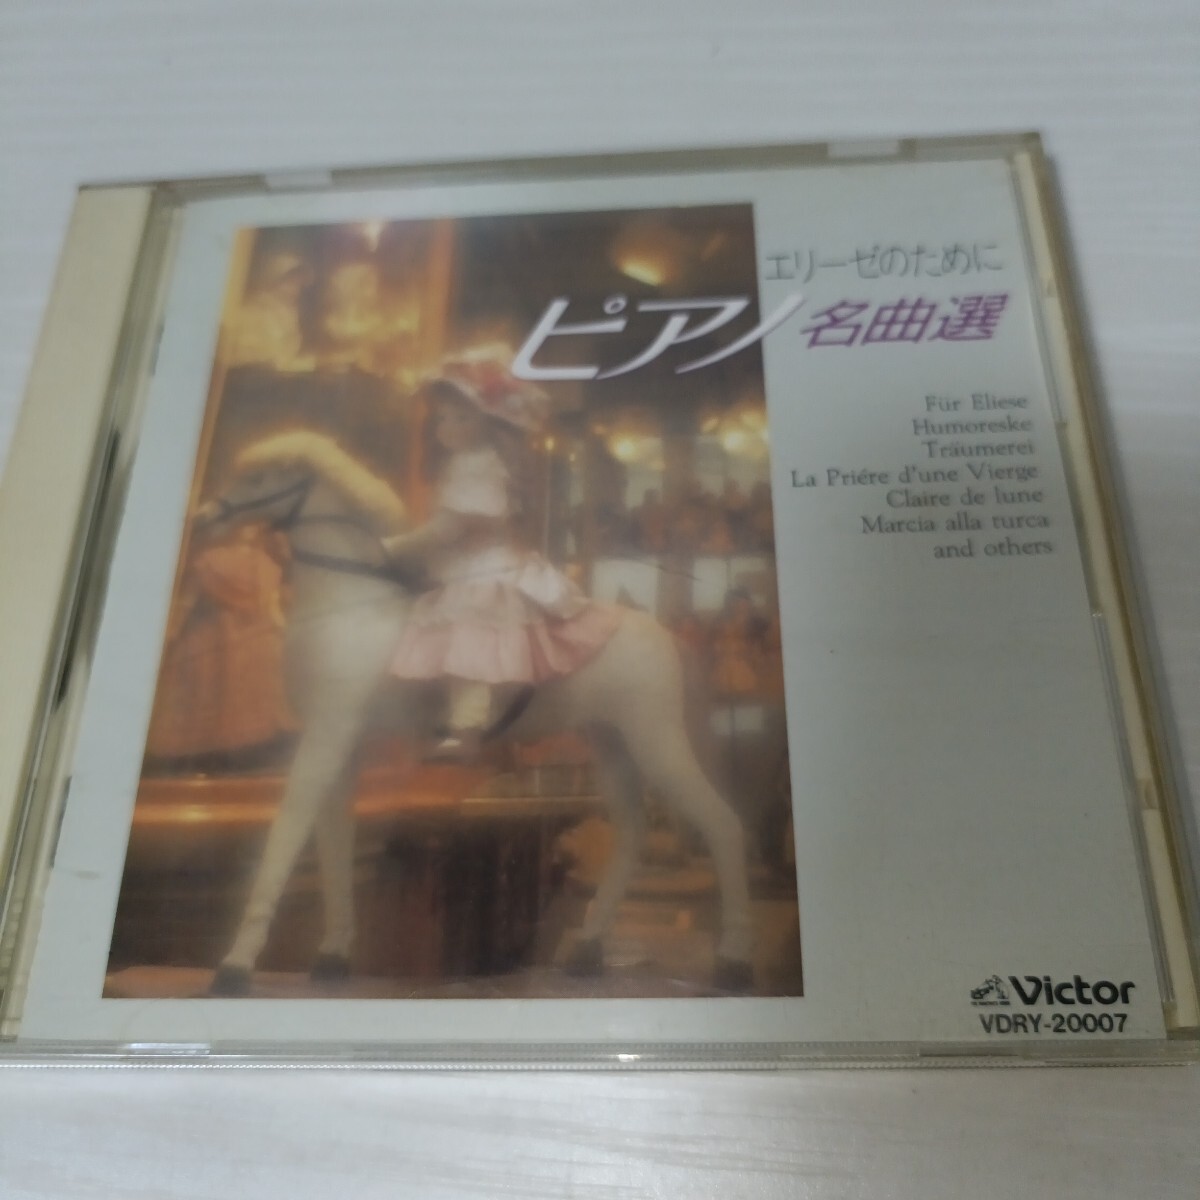 エリーゼのために
ピアノ名曲選
Für Eliese
Humoreske
Träumerei
La Priére d'une Vierge
Claire de lune
Marcia alla turca
and others
Victor
VDRY-20007